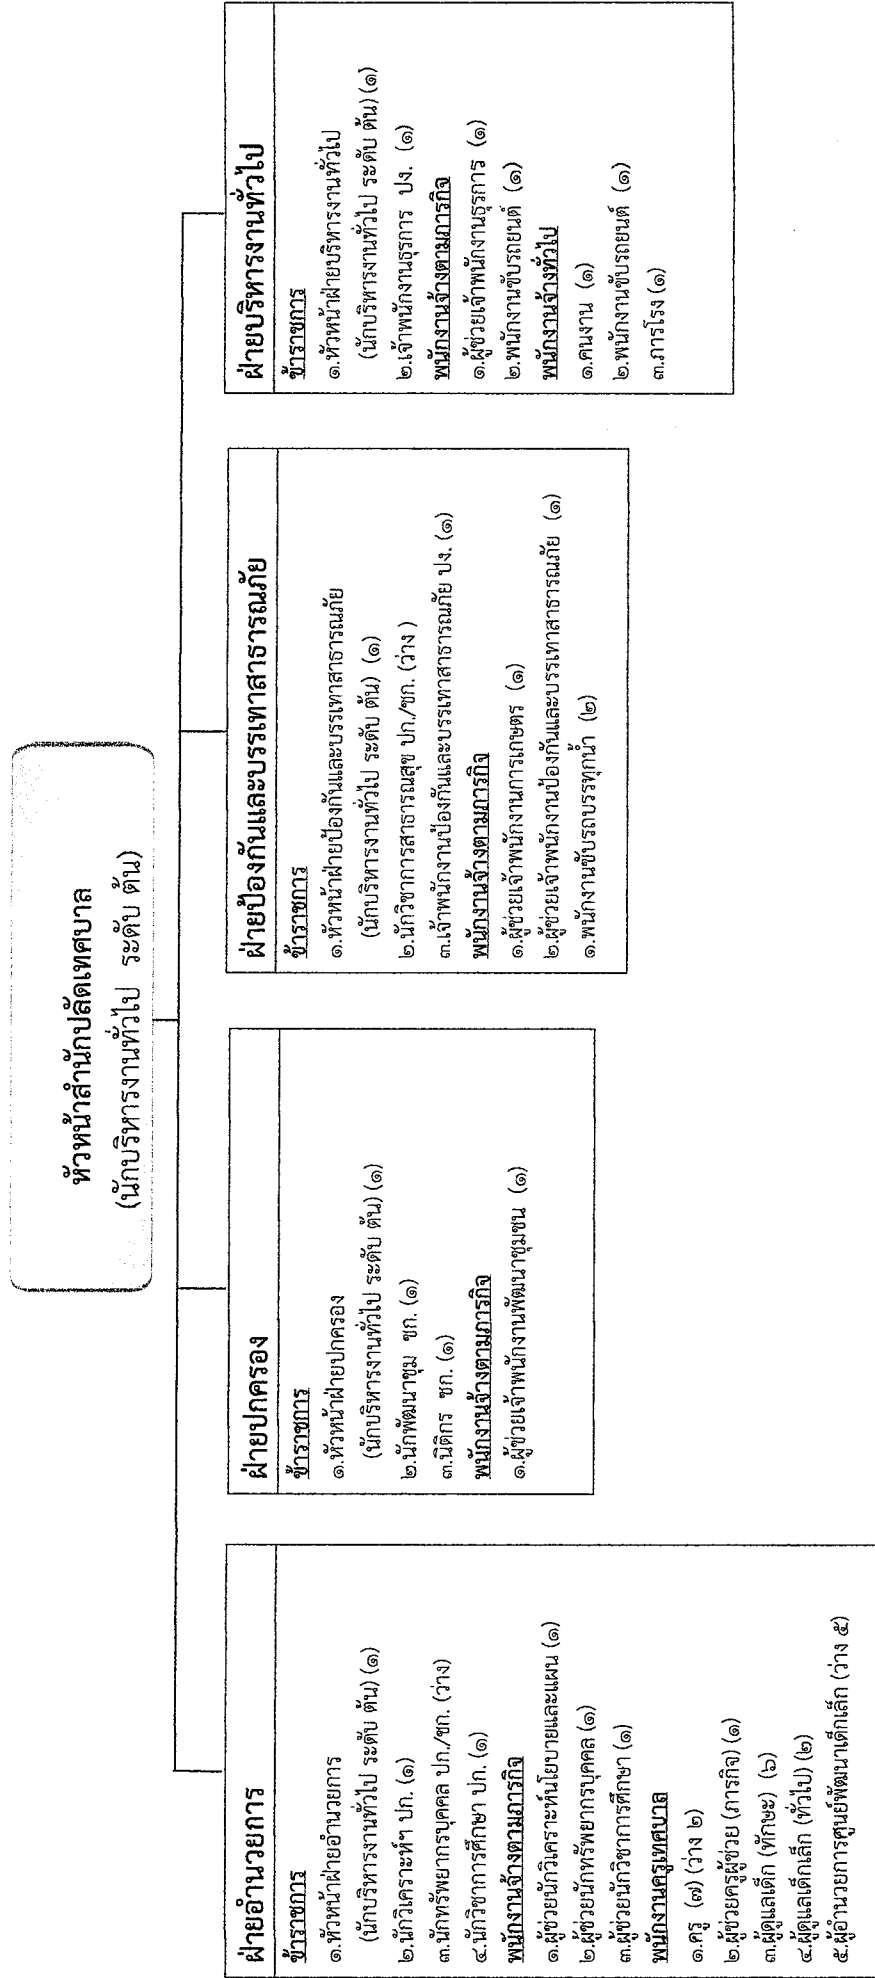 หัวหน้าสำนักปลัดเทศบาล
(นักบริหารงานทั่วไป ระดับ ต้น)
ฝ่ายอำนวยการ
ข้าราชการ
๑.หัวหน้าฝ่ายอำนวยการ
(นักบริหารงานทั่วไป ระดับ ต้น) (๑)
๒.นักวิเคราะห์ฯ ปก. (๑)
๓.นักทรัพยากรบุคคล ปก./ชก. (ว่าง)
๔.นักวิชาการศึกษา ปก. (๑)
พนักงานจ้างตามภารกิจ
๑.ผู้ช่วยนักวิเคราะห์นโยบายและแผน (๑)
๒.ผู้ช่วยนักทรัพยากรบุคคล (๑)
๓.ผู้ช่วยนักวิชาการศึกษา (๑)
พนักงานครูเทศบาล
๑.ครู (๗) (ว่าง ๒)
๒.ผู้ช่วยครูผู้ช่วย (ภารกิจ) (๑)
๓.ผู้ดูแลเด็ก (ทักษะ) (๖)
๔.ผู้ดูแลเด็กเล็ก (ทั่วไป) (๒)
๕.ผู้อำนวยการศูนย์พัฒนาเด็กเล็ก (ว่าง ๕)
ฝ่ายปกครอง
ข้าราชการ
๑.หัวหน้าฝ่ายปกครอง
(นักบริหารงานทั่วไป ระดับ ต้น) (๑)
๒.นักพัฒนาชุม ชก. (๑)
๓.นิติกร ชก. (๑)
พนักงานจ้างตามภารกิจ
๑.ผู้ช่วยเจ้าพนักงานพัฒนาชุมชน (๑)
ฝ่ายป้องกันและบรรเทาสาธารณภัย
ข้าราชการ
๑.หัวหน้าฝ่ายป้องกันและบรรเทาสาธารณภัย
(นักบริหารงานทั่วไป ระดับ ต้น) (๑)
๒.นักวิชาการสาธารณสุข ปก./ชก. (ว่าง )
๓.เจ้าพนักงานป้องกันและบรรเทาสาธารณภัย ปง. (๑)
พนักงานจ้างตามภารกิจ
๑.ผู้ช่วยเจ้าพนักงานการเกษตร (๑)
๒.ผู้ช่วยเจ้าพนักงานป้องกันและบรรเทาสาธารณภัย (๑)
๑.พนักงานขับรถบรรทุกน้ำ (๒)
ฝ่ายบริหารงานทั่วไป
ข้าราชการ
๑.หัวหน้าฝ่ายบริหารงานทั่วไป
(นักบริหารงานทั่วไป ระดับ ต้น) (๑)
๒.เจ้าพนักงานธุรการ ปง. (๑)
พนักงานจ้างตามภารกิจ
๑.ผู้ช่วยเจ้าพนักงานธุรการ (๑)
๒.พนักงานขับรถยนต์ (๑)
พนักงานจ้างทั่วไป
๑.คนงาน (๑)
๒.พนักงานขับรถยนต์ (๑)
๓.ภารโรง (๑)